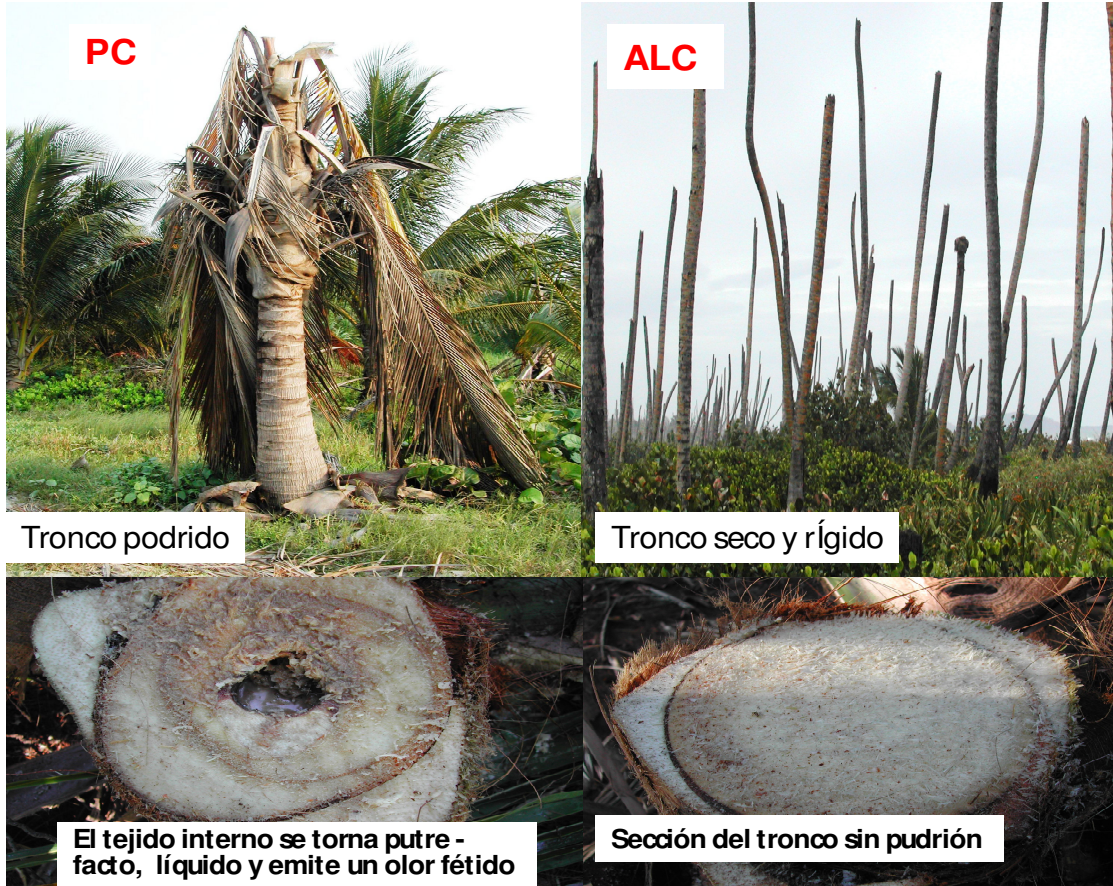 PC
ALC
Tronco podrido
Tronco seco y rÍgido
El tejido interno se torna putre -
facto, líquido y emite un olor fétido
Sección del tronco sin pudrión